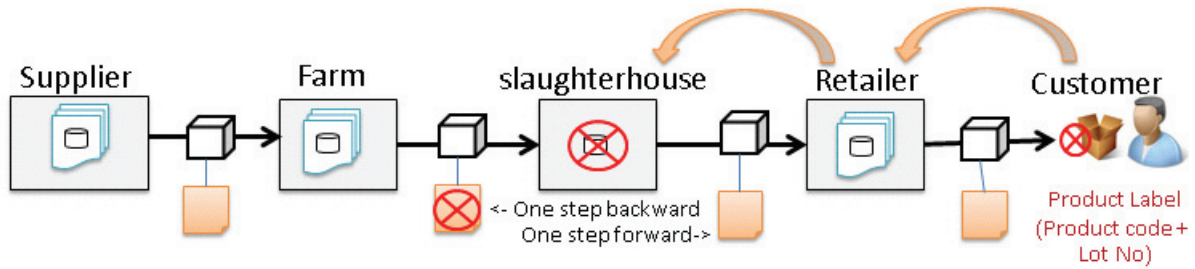 Supplier
Farm
slaughterhouse
Retailer
Customer
<- One step backward
One step forward->
Product Label
(Product code +
Lot No)